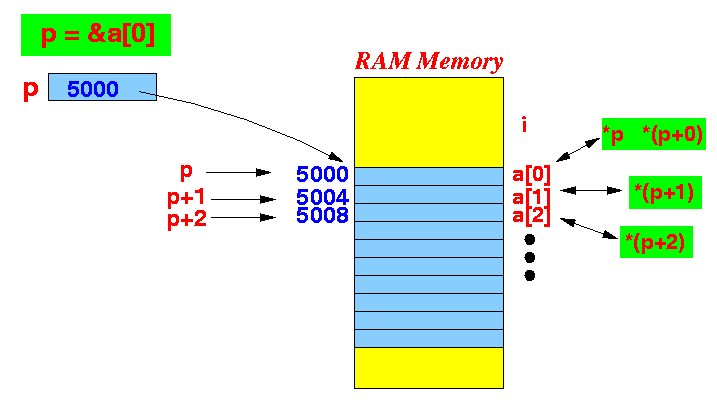 p = &a[0]
RAM Memory
p 5000
i
*p *(p+0)
p 5000 a[0]
p+1 5004 a[1] *(p+1)
p+2 5008 a[2]
*(p+2)